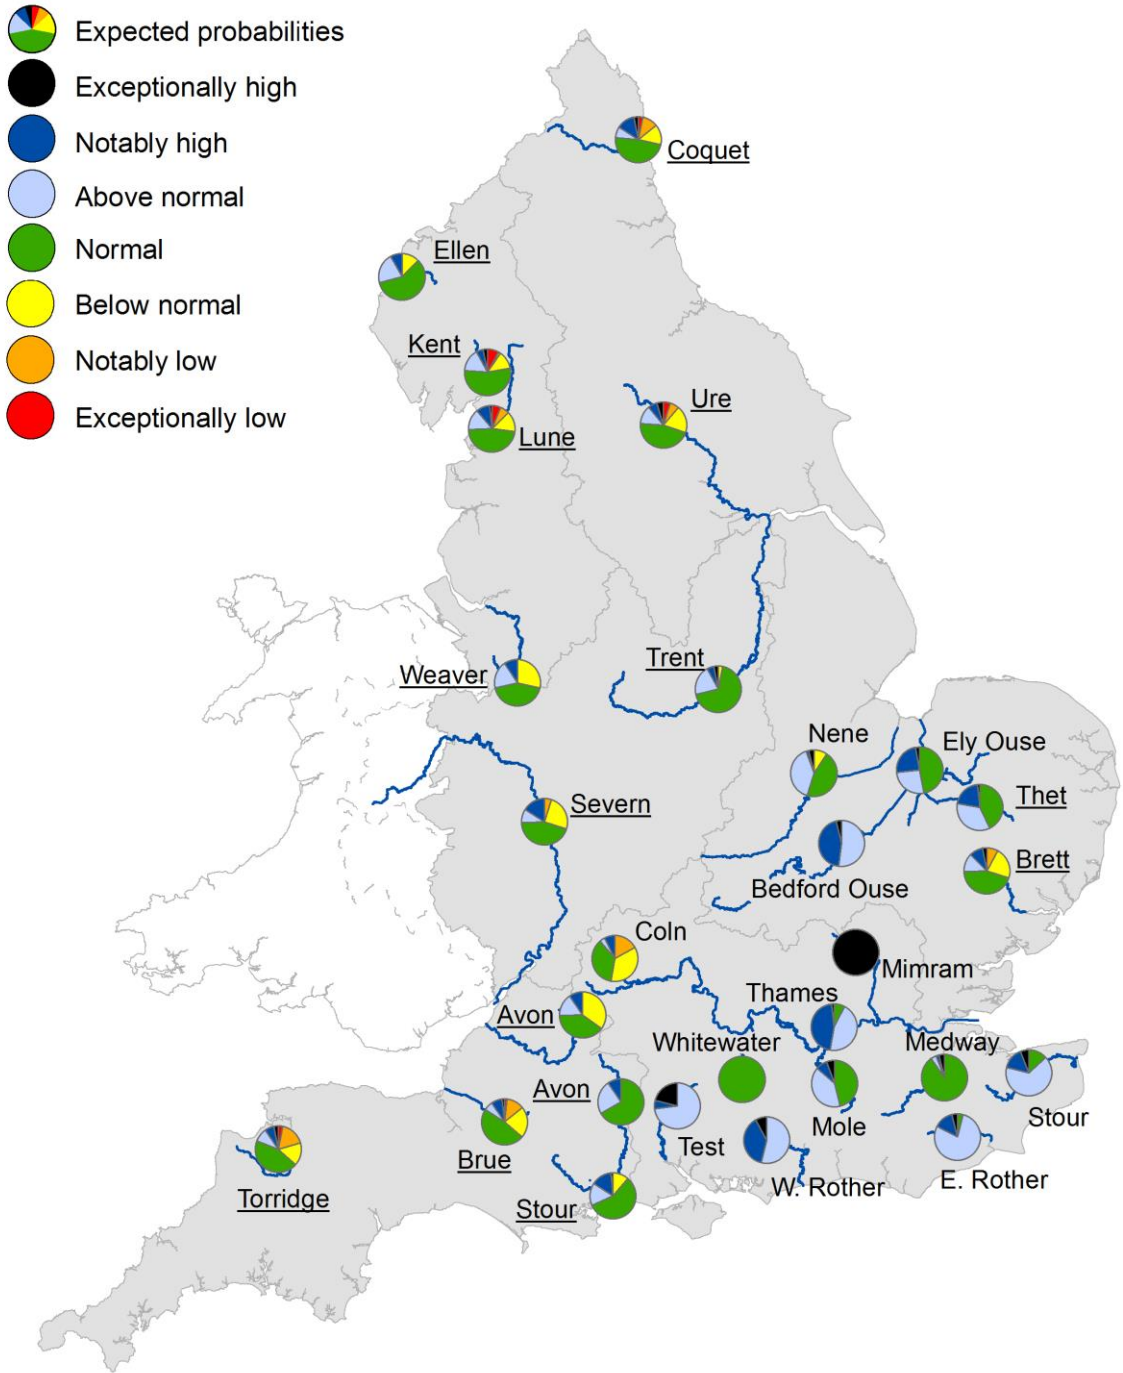 Expected probabilities
Exceptionally high
Notably high
Above normal
Normal
Below normal
Notably low
Exceptionally low
Coquet
Ellen
Kent
Ure
Lune
Trent
Weaver
Nene
Ely Ouse
Thet
Severn
Brett
Bedford Ouse
Coln
Mimram
Thames
Avon
Whitewater
Medway
Avon
Stour
Mole
Test
Brue
E. Rother
W. Rother
Torridge
Stour